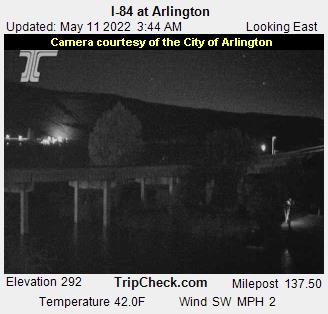 I-84 at Arlington
Updated: May 11 2022 3:44 AM Looking East
Camera courtesy of the City of Arlington
Elevation 292 TripCheck.com Milepost 137.50
Temperature 42.0F Wind SW MPH 2